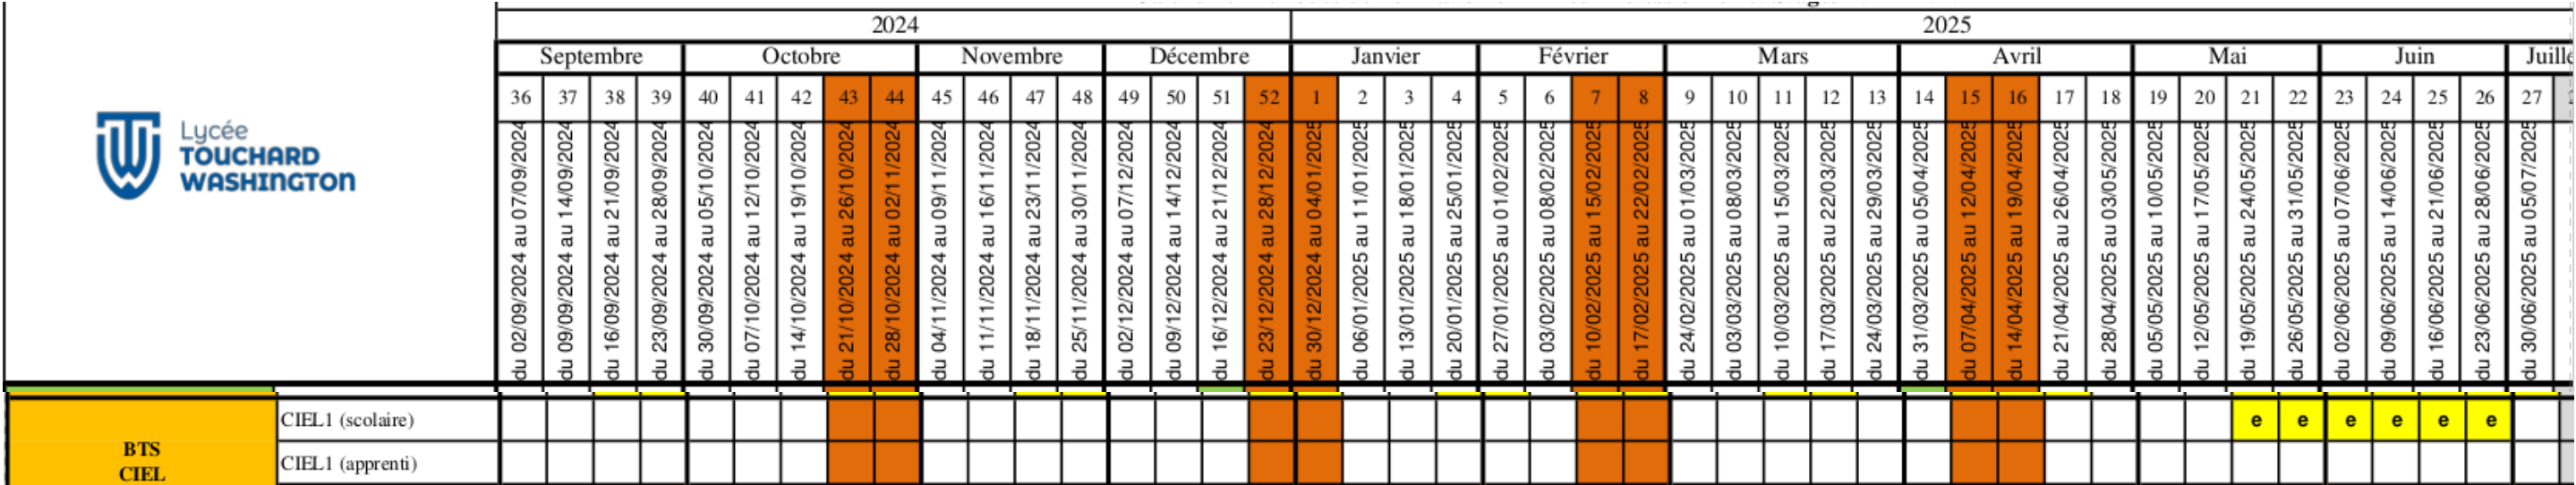 2024 2025
Septembre Octobre Novembre Décembre Janvier Février Mars Avril Mai Juin Juille
36 37 38 39 40 41 42 43 44 45 46 47 48 49 50 51 52 1 2 3 4 5 6 7 8 9 10 11 12 13 14 15 16 17 18 19 20 21 22 23 24 25 26 27
Lycée
TOUCHARD
WASHINGTON
du 02/09/2024 au 07/09/2024
du 09/09/2024 au 14/09/2024
du 16/09/2024 au 21/09/2024
du 23/09/2024 au 28/09/2024
du 30/09/2024 au 05/10/2024
du 07/10/2024 au 12/10/2024
du 14/10/2024 au 19/10/2024
du 21/10/2024 au 26/10/2024
du 28/10/2024 au 02/11/2024
du 04/11/2024 au 09/11/2024
du 11/11/2024 au 16/11/2024
du 18/11/2024 au 23/11/2024
du 25/11/2024 au 30/11/2024
du 02/12/2024 au 07/12/2024
du 09/12/2024 au 14/12/2024
du 16/12/2024 au 21/12/2024
du 23/12/2024 au 28/12/2024
du 30/12/2024 au 04/01/2025
du 06/01/2025 au 11/01/2025
du 13/01/2025 au 18/01/2025
du 20/01/2025 au 25/01/2025
du 27/01/2025 au 01/02/2025
du 03/02/2025 au 08/02/2025
du 10/02/2025 au 15/02/2025
du 17/02/2025 au 22/02/2025
du 24/02/2025 au 01/03/2025
du 03/03/2025 au 08/03/2025
du 10/03/2025 au 15/03/2025
du 17/03/2025 au 22/03/2025
du 24/03/2025 au 29/03/2025
du 31/03/2025 au 05/04/2025
du 07/04/2025 au 12/04/2025
du 14/04/2025 au 19/04/2025
du 21/04/2025 au 26/04/2025
du 28/04/2025 au 03/05/2025
du 05/05/2025 au 10/05/2025
du 12/05/2025 au 17/05/2025
du 19/05/2025 au 24/05/2025
du 26/05/2025 au 31/05/2025
du 02/06/2025 au 07/06/2025
du 09/06/2025 au 14/06/2025
du 16/06/2025 au 21/06/2025
du 23/06/2025 au 28/06/2025
du 30/06/2025 au 05/07/2025
CIEL1 (scolaire) e e e e e e
BTS
CIEL
CIEL1 (apprenti)